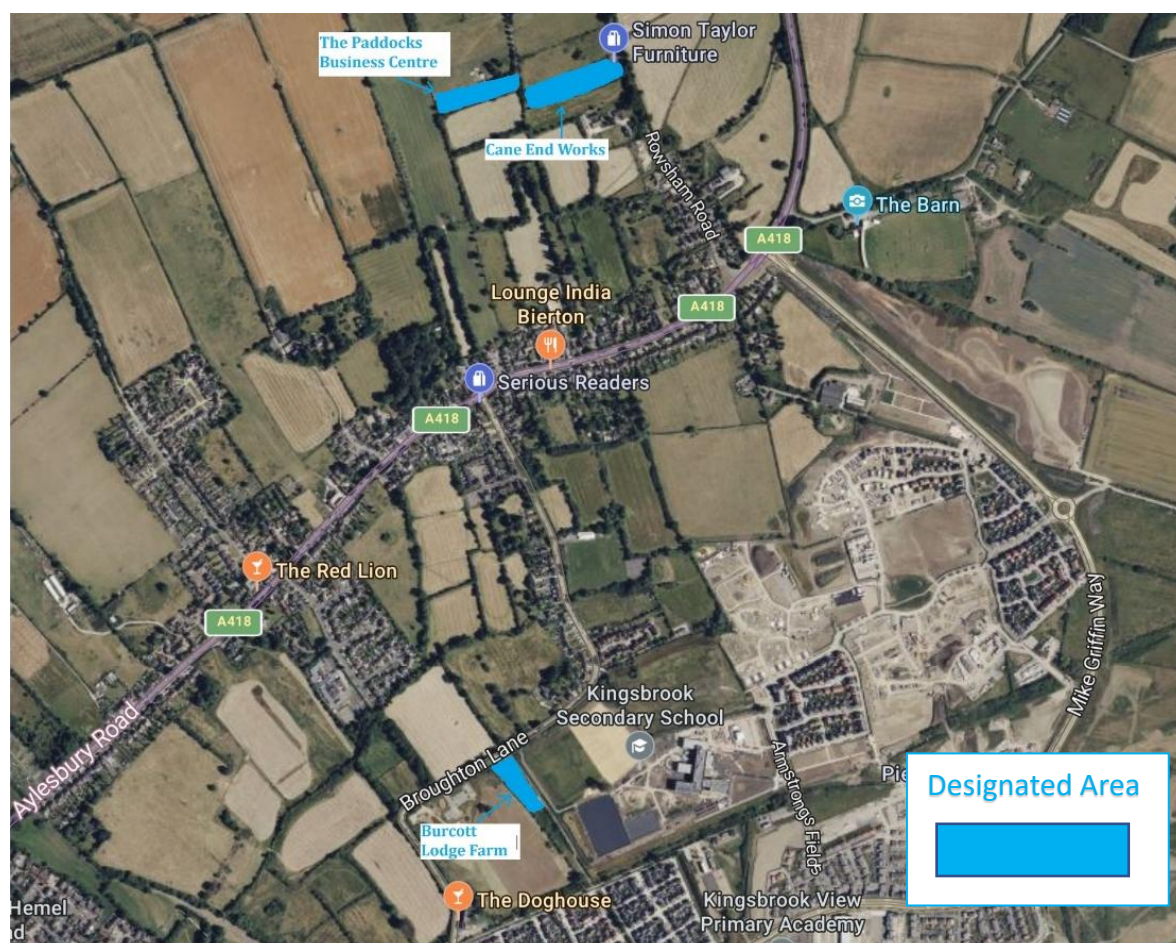 Simon Taylor
Furniture
The Paddocks
Business Centre
Cane End Works
Rowsham Road
The Barn
A418
A418
Lounge India
Bierton
Serious Readers
A418
The Red Lion
A418
Aylesbury Road
Kingsbrook
Secondary School
Broughton Lane
Mike Griffin Way
Armstrongs Fields
Burcott
Lodge Farm
Designated Area
The Doghouse
Kingsbrook View
Primary Academy
Hemel